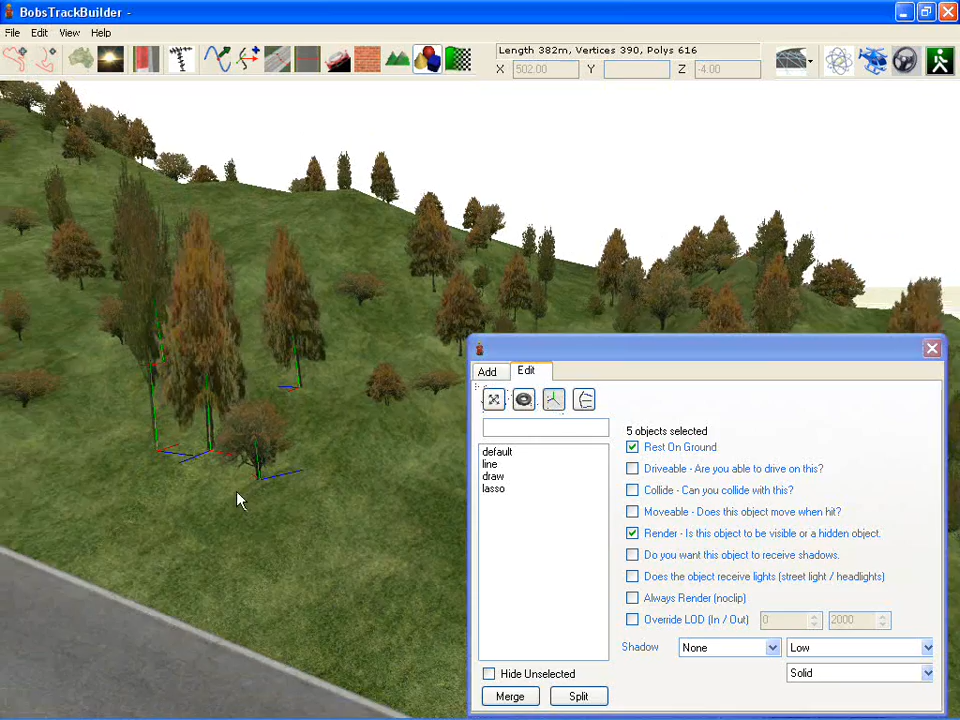 BobsTrackBuilder -
File Edit View Help
Length 382m, Vertices 390, Polys 616
X 502.00 Y Z -4.00
Add Edit
default
line
draw
lasso
5 objects selected
Rest On Ground
Driveable - Are you able to drive on this?
Collide - Can you collide with this?
Moveable - Does this object move when hit?
Render - Is this object to be visible or a hidden object.
Do you want this object to receive shadows.
Does the object receive lights (street light / headlights)
Always Render (noclip)
Override LOD (In / Out) 0 2000
Shadow None Low
Solid
Hide Unselected
Merge Split